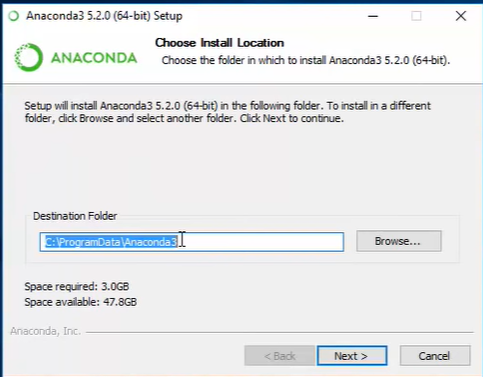 Anaconda3 5.2.0 (64-bit) Setup
ANACONDA
Choose Install Location
Choose the folder in which to install Anaconda3 5.2.0 (64-bit).
Setup will install Anaconda3 5.2.0 (64-bit) in the following folder. To install in a different
folder, click Browse and select another folder. Click Next to continue.
Destination Folder
C:\ProgramData\Anaconda3
Browse...
Space required: 3.0GB
Space available: 47.8GB
Anaconda, Inc.
< Back
Next >
Cancel